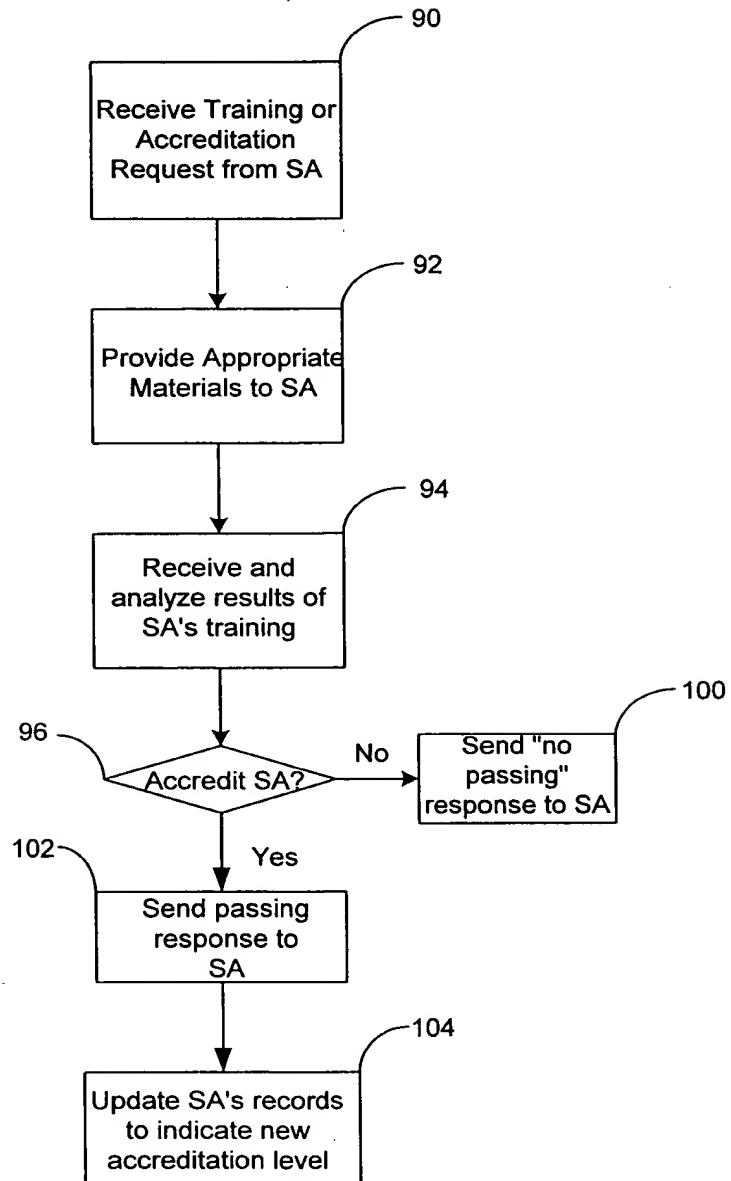 90
Receive Training or
Accreditation
Request from SA
92
Provide Appropriate
Materials to SA
94
Receive and
analyze results of
SA's training
96
Accredit SA?
No
100
Send "no
passing"
response to SA
Yes
102
Send passing
response to
SA
104
Update SA's records
to indicate new
accreditation level